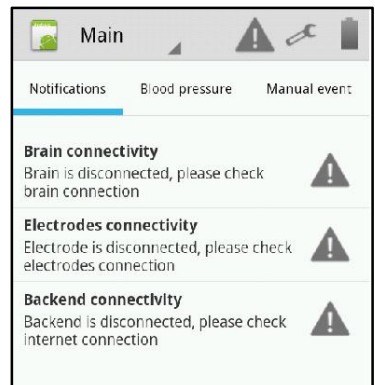 Main
Notifications Blood pressure Manual event
Brain connectivity
Brain is disconnected, please check
brain connection
Electrodes connectivity
Electrode is disconnected, please check
electrodes connection
Backend connectivity
Backend is disconnected, please check
internet connection